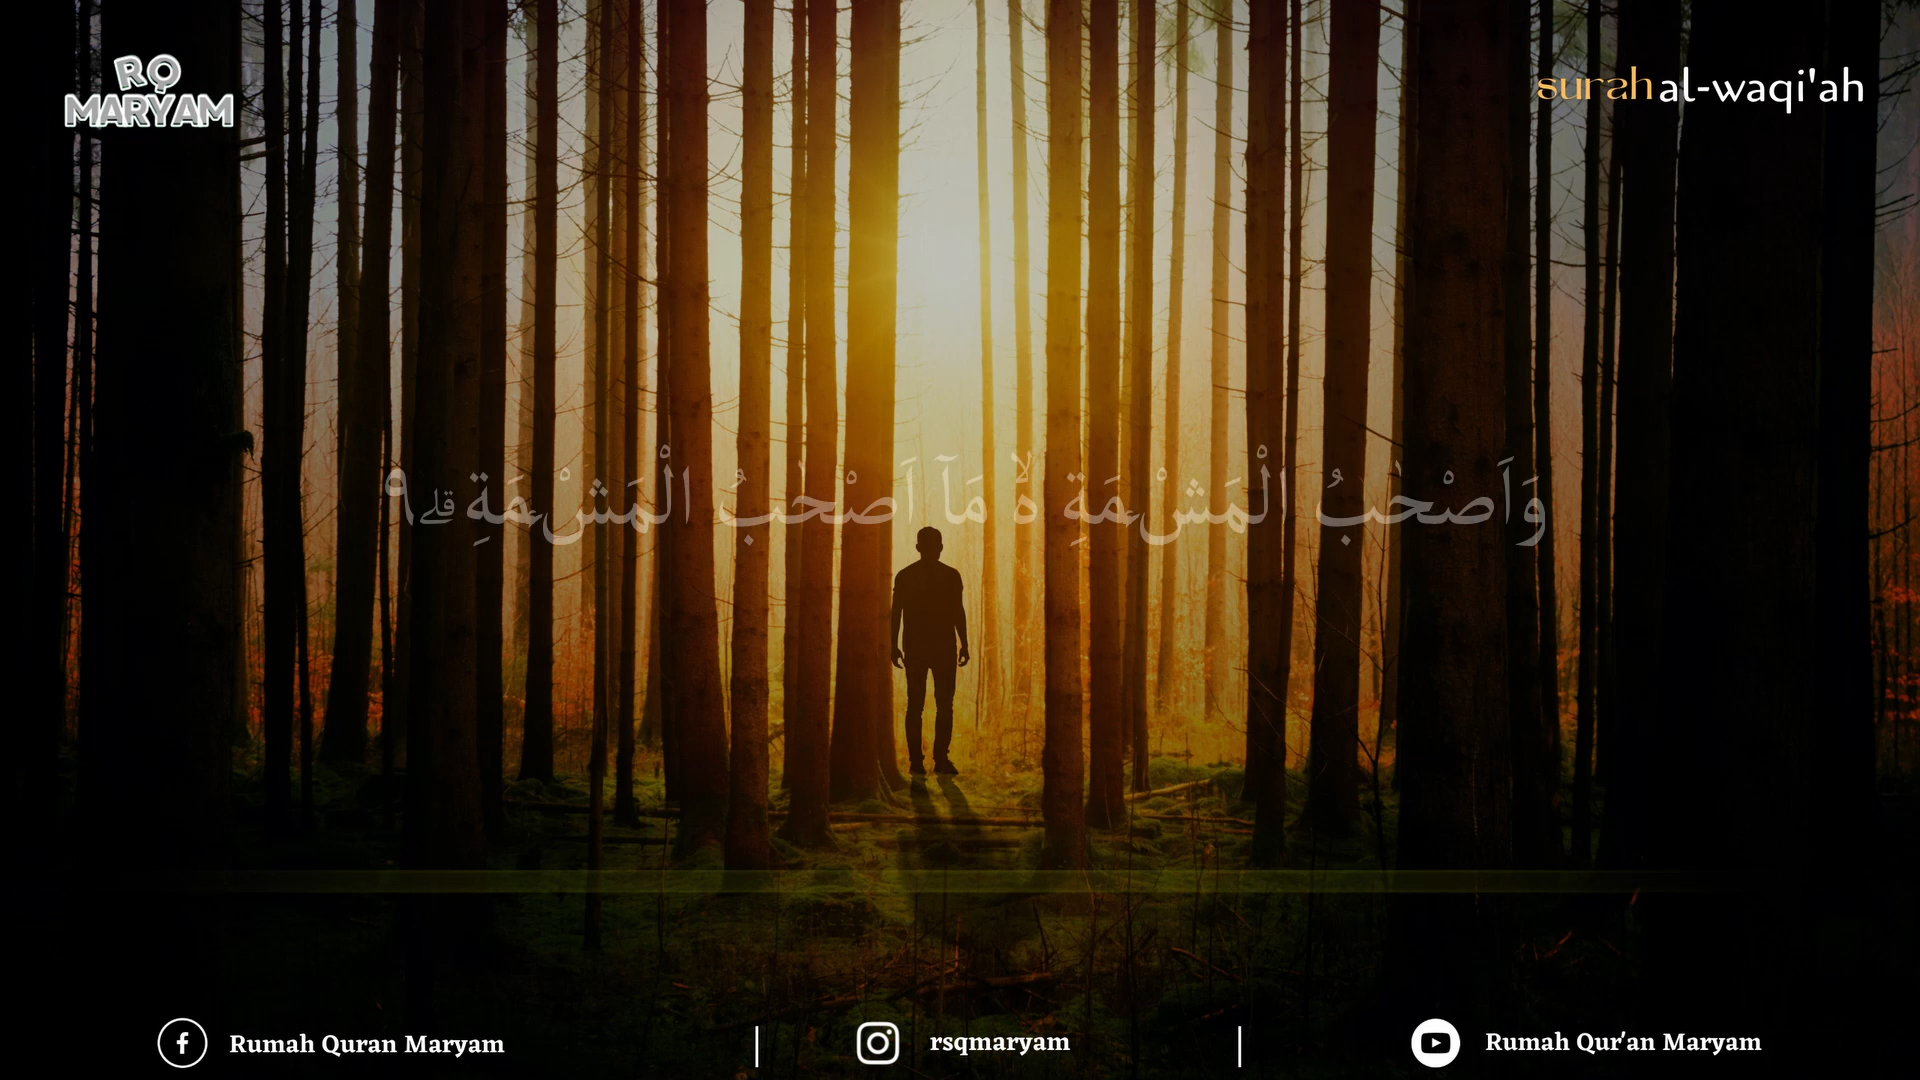 RQ
MARYAM
surah al-waqi'ah
وَاَصْحٰبُ الْمَشْـَٔمَةِ ەۙ مَآ اَصْحٰبُ الْمَشْـَٔمَةِ ۗ ٩
Rumah Quran Maryam
rsqmaryam
Rumah Qur'an Maryam